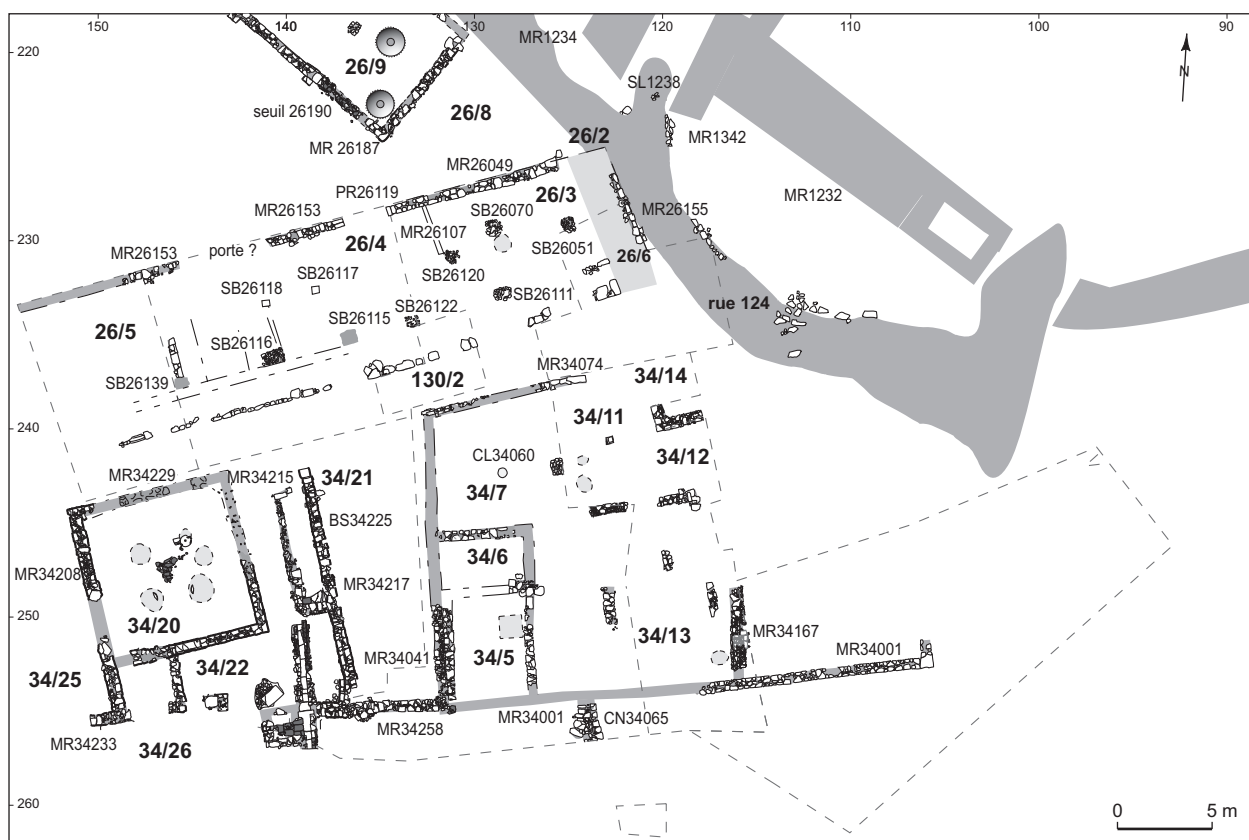 150 140 130 120 110 100 90
220
MR1234
26/9
SL1238
seuil 26190
26/8
26/2
MR1342
MR 26187
MR26049
PR26119
26/3
MR1232
MR26153
SB26070
MR26155
230
26/4
MR26107
porte ?
MR26153
SB26051
26/6
SB26117
SB26120
SB26118
SB26111
SB26122
rue 124
26/5
SB26115
SB26116
MR34074
SB26139
130/2
34/14
34/11
240
CL34060
34/12
MR34229
MR34215
34/21
34/7
BS34225
34/6
MR34208
MR34217
250
34/20
34/13
MR34167
34/25
34/22
MR34041
34/5
MR34001
MR34258
MR34001
CN34065
MR34233
34/26
260
N
0 5 m